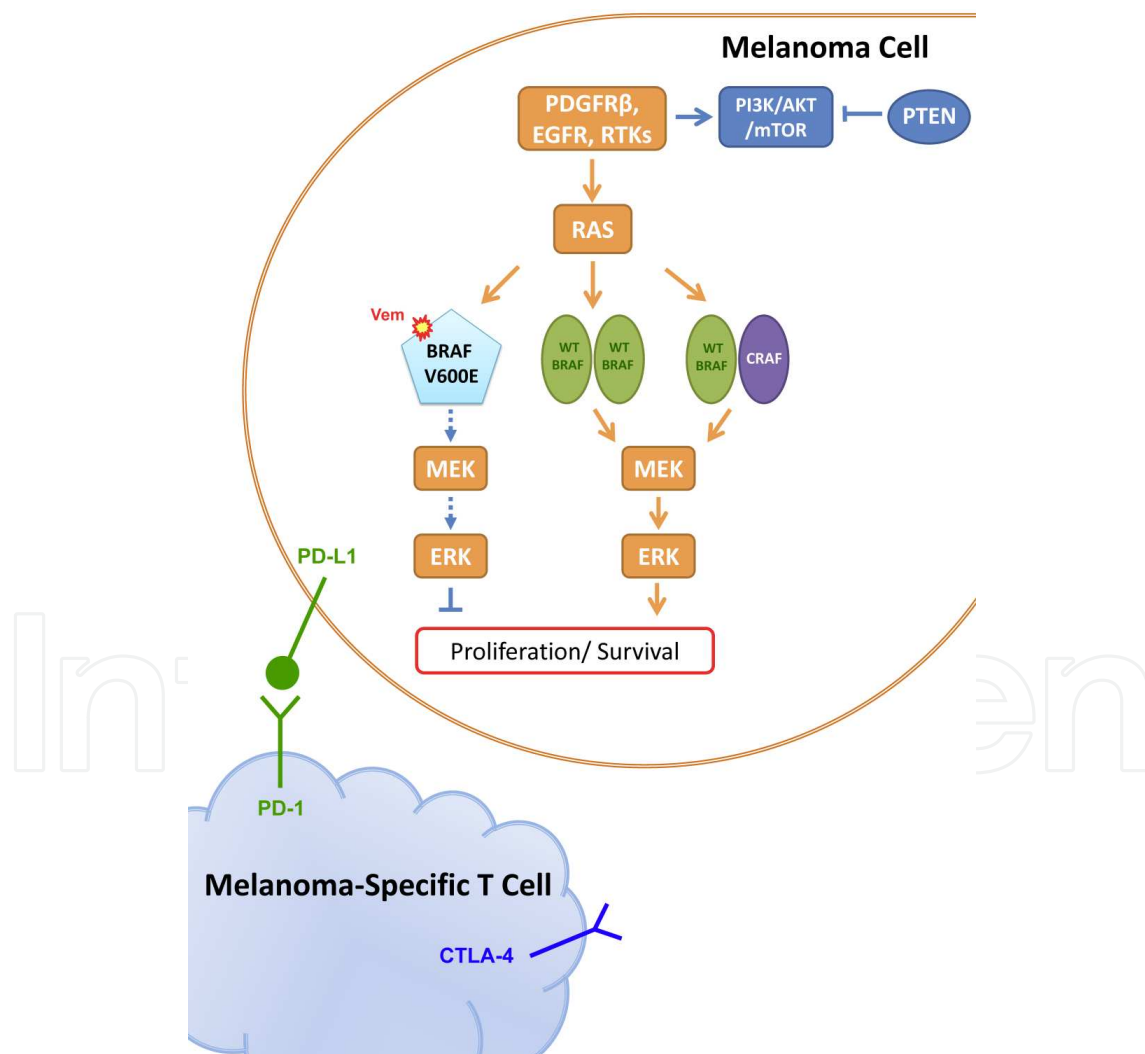 Melanoma Cell
PDGFRβ,
EGFR, RTKs
PI3K/AKT
/mTOR
PTEN
RAS
Vem
BRAF
V600E
WT
BRAF
WT
BRAF
WT
BRAF
CRAF
MEK
MEK
ERK
ERK
PD-L1
Proliferation/ Survival
PD-1
Melanoma-Specific T Cell
CTLA-4